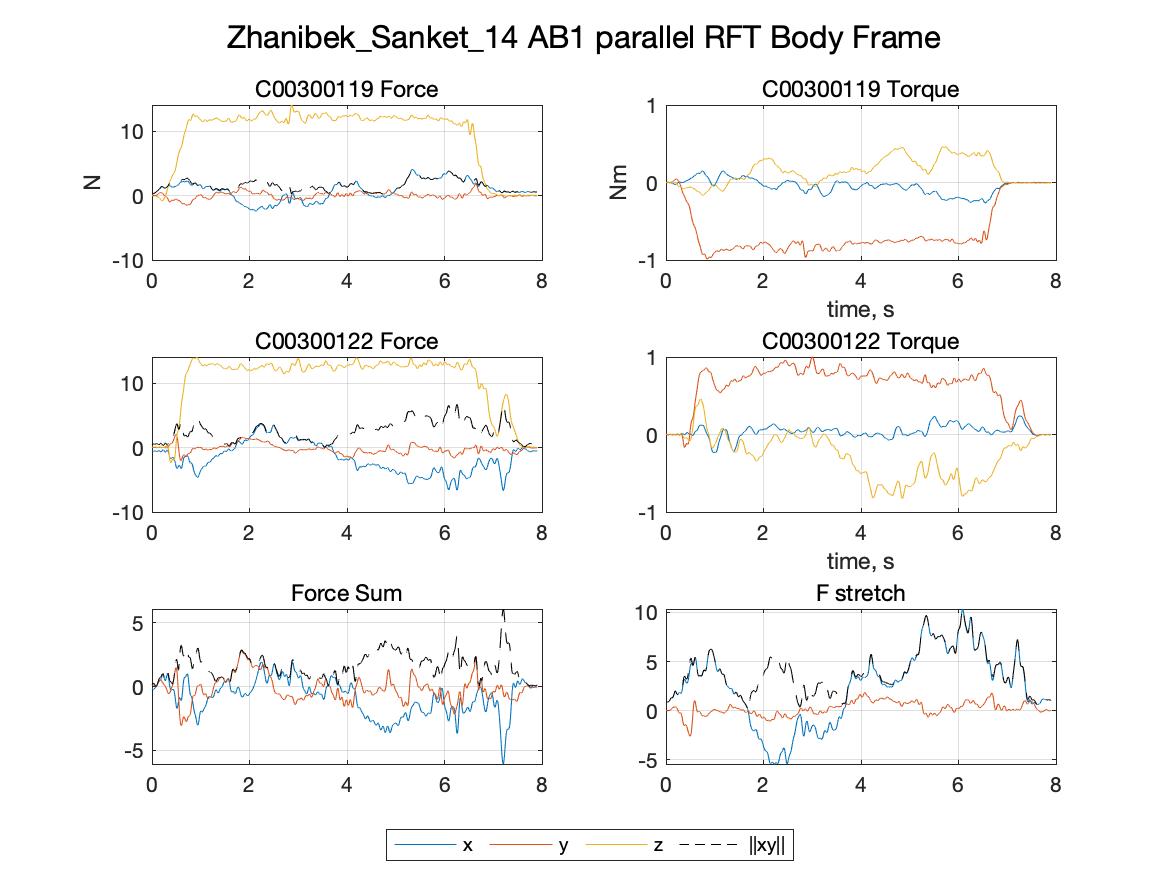 Zhanibek_Sanket_14 AB1 parallel RFT Body Frame
C00300119 Force
N
10
0
-10
0 2 4 6 8
C00300119 Torque
Nm
1
0
-1
0 2 4 6 8
time, s
C00300122 Force
10
0
-10
0 2 4 6 8
C00300122 Torque
1
0
-1
0 2 4 6 8
time, s
Force Sum
5
0
-5
0 2 4 6 8
F stretch
10
5
0
-5
0 2 4 6 8
x y z ||xy||